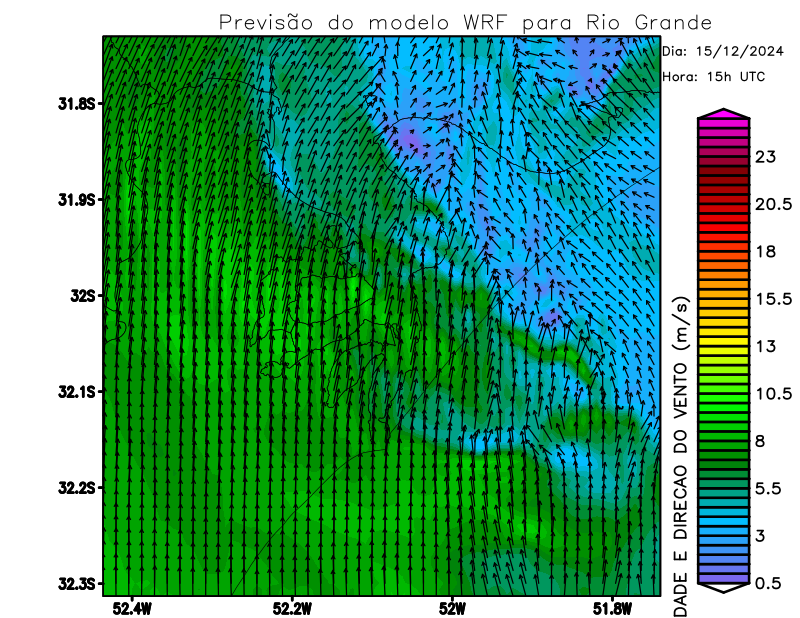 Previsão do modelo WRF para Rio Grande
Dia: 15/12/2024
Hora: 15h UTC
31.8S
31.9S
32S
32.1S
32.2S
32.3S
52.4W
52.2W
52W
51.8W
DADE E DIRECAO DO VENTO (m/s)
23
20.5
18
15.5
13
10.5
8
5.5
3
0.5